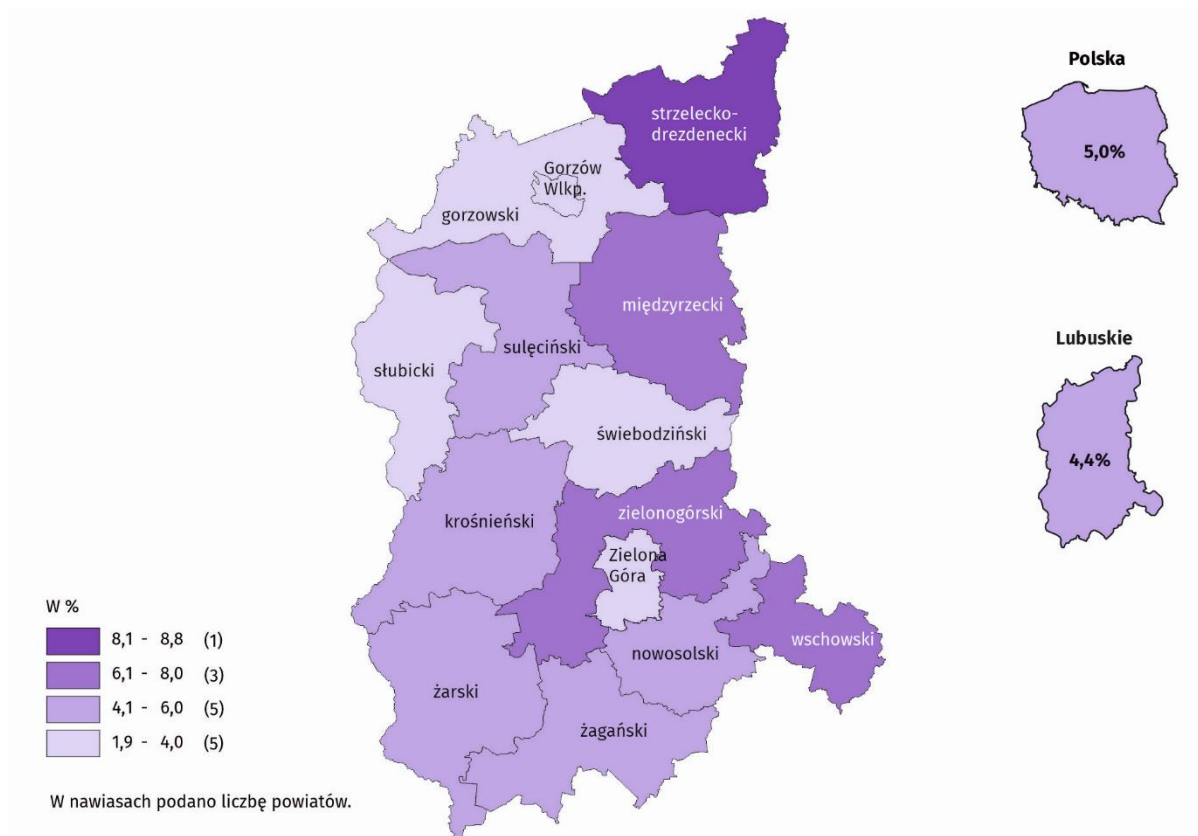 strzelecko-
drezdenecki
Gorzów
Wlkp.
gorzowski
międzyrzecki
sulęciński
słubicki
świebodziński
krośnieński
zielonogórski
Zielona
Góra
wschowski
nowosolski
żarski
żagański
Polska
5,0%
Lubuskie
4,4%
W %
8,1 - 8,8 (1)
6,1 - 8,0 (3)
4,1 - 6,0 (5)
1,9 - 4,0 (5)
W nawiasach podano liczbę powiatów.